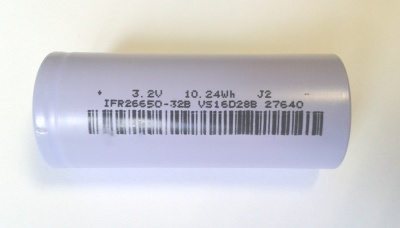 + 3.2V 10.24Wh J2 -
IFR26650-32B VS16D28B 27640